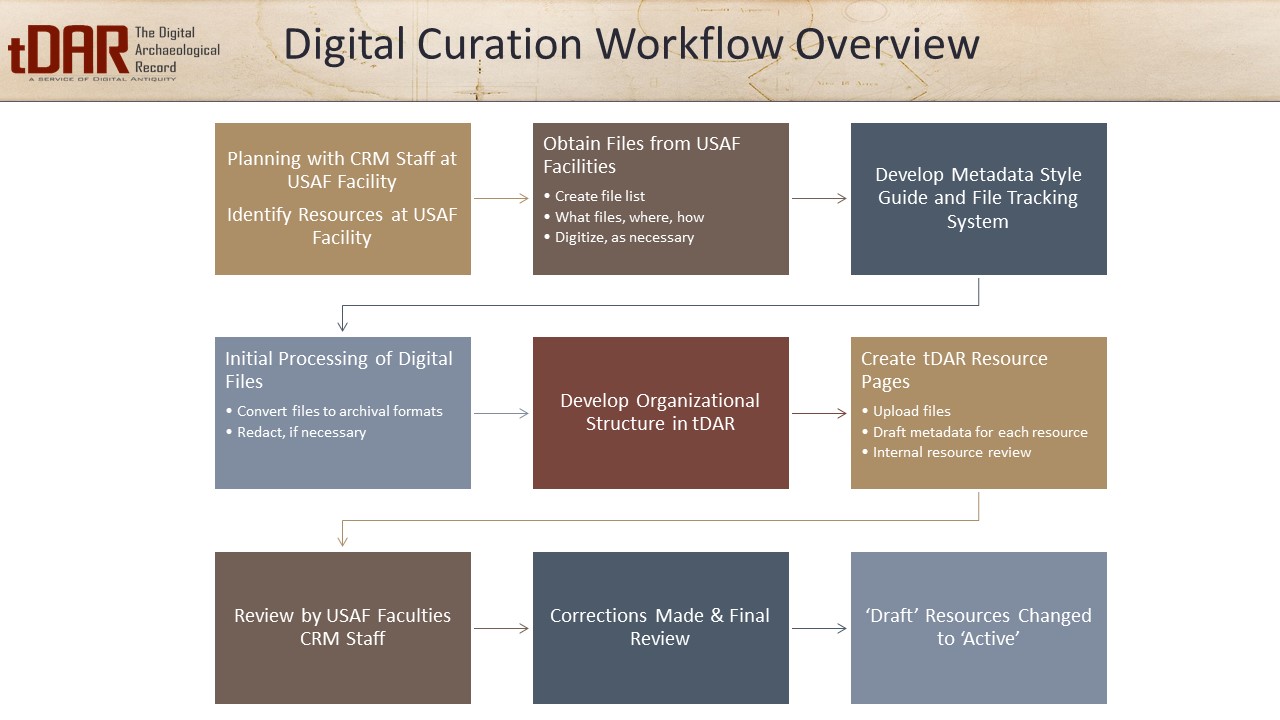 tDAR
The Digital
Archaeological
Record
A SERVICE OF DIGITAL ANTIQUITY
Digital Curation Workflow Overview
Planning with CRM Staff at
USAF Facility
Identify Resources at USAF
Facility
Obtain Files from USAF
Facilities
• Create file list
• What files, where, how
• Digitize, as necessary
Develop Metadata Style
Guide and File Tracking
System
Initial Processing of Digital
Files
• Convert files to archival formats
• Redact, if necessary
Develop Organizational
Structure in tDAR
Create tDAR Resource
Pages
• Upload files
• Draft metadata for each resource
• Internal resource review
Review by USAF Faculties
CRM Staff
Corrections Made & Final
Review
‘Draft’ Resources Changed
to ‘Active’